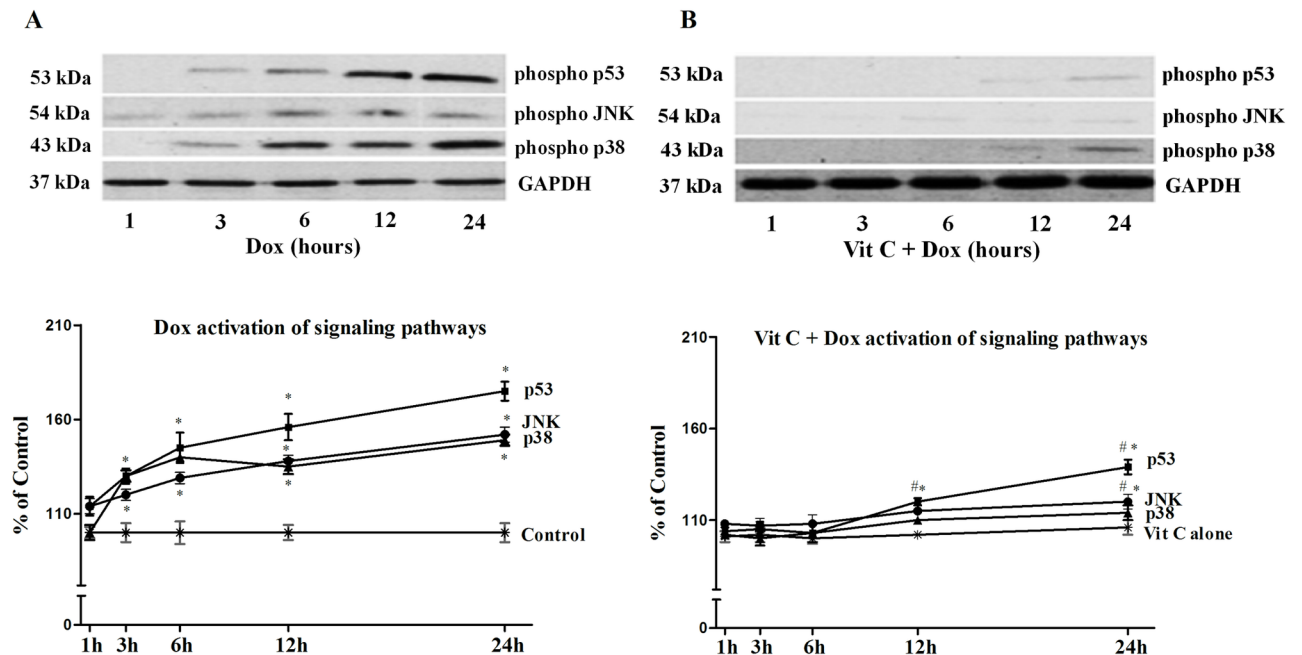 A
53 kDa phospho p53
54 kDa phospho JNK
43 kDa phospho p38
37 kDa GAPDH
1 3 6 12 24
Dox (hours)
B
53 kDa phospho p53
54 kDa phospho JNK
43 kDa phospho p38
37 kDa GAPDH
1 3 6 12 24
Vit C + Dox (hours)
Dox activation of signaling pathways
% of Control
210
160
110
0
* * * * * * * * * * *
p53
JNK
p38
Control
1h 3h 6h 12h 24h
Vit C + Dox activation of signaling pathways
% of Control
210
160
110
0
#*
#*
#*
p53
JNK
p38
Vit C alone
1h 3h 6h 12h 24h